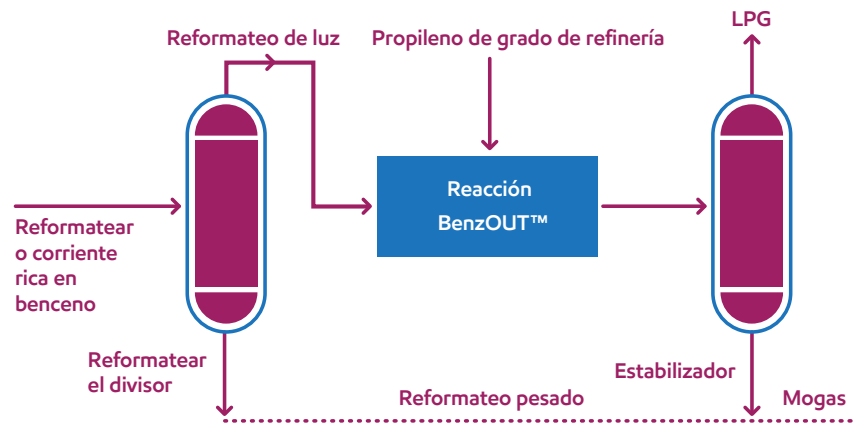 LPG
Reformateo de luz
Propileno de grado de refinería
Reacción
BenzOUT™
Reformatear
o corriente
rica en
benceno
Reformatear
el divisor
Reformateo pesado
Estabilizador
Mogas